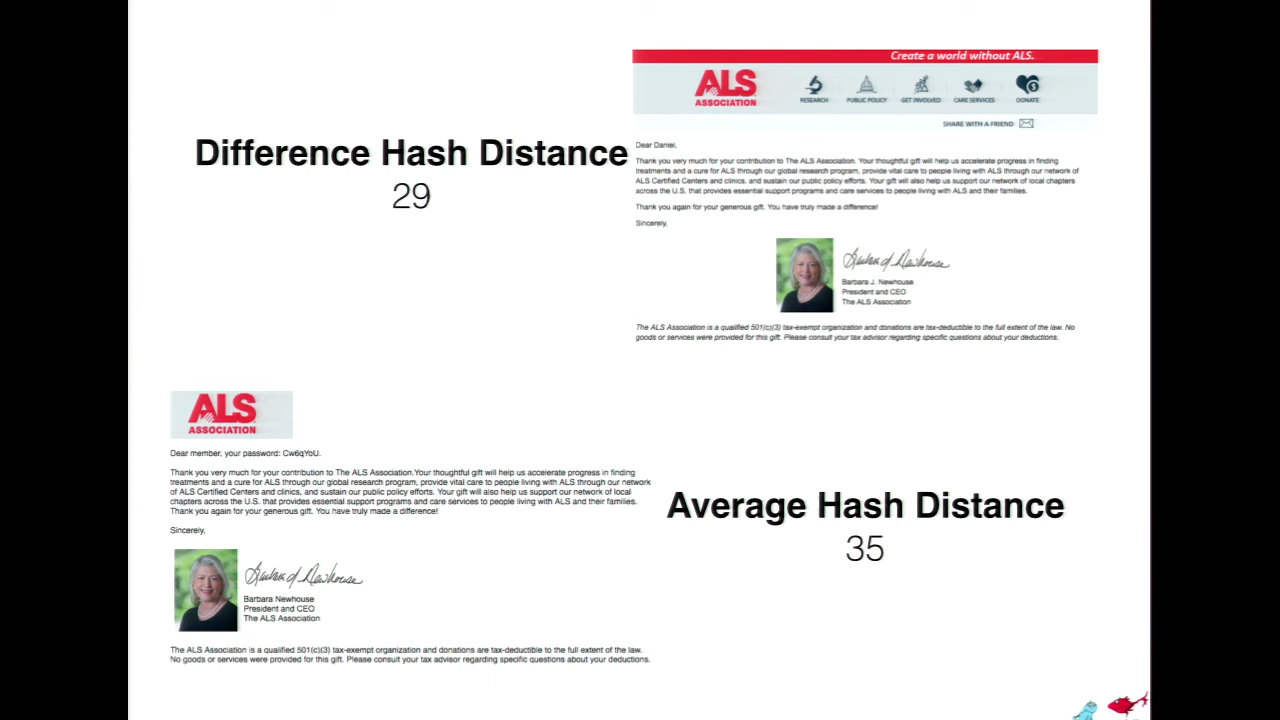 Create a world without ALS.
ALS
ASSOCIATION
RESEARCH PUBLIC POLICY GET INVOLVED CARE SERVICES DONATE
SHARE WITH A FRIEND
Difference Hash Distance
29
Dear Daniel,
Thank you very much for your contribution to The ALS Association. Your thoughtful gift will help us accelerate progress in finding
treatments and a cure for ALS through our global research program, provide vital care to people living with ALS through our network of
ALS Certified Centers and clinics, and sustain our public policy efforts. Your gift will also help us support our network of local chapters
across the U.S. that provides essential support programs and care services to people living with ALS and their families.
Thank you again for your generous gift. You have truly made a difference!
Sincerely,
Barbara J. Newhouse
Barbara J. Newhouse
President and CEO
The ALS Association
The ALS Association is a qualified 501(c)(3) tax-exempt organization and donations are tax-deductible to the full extent of the law. No
goods or services were provided for this gift. Please consult your tax advisor regarding specific questions about your deductions.
ALS
ASSOCIATION
Dear member, your password: Cw6qYoU.
Thank you very much for your contribution to The ALS Association.Your thoughtful gift will help us accelerate progress in finding
treatments and a cure for ALS through our global research program, provide vital care to people living with ALS through our network
of ALS Certified Centers and clinics, and sustain our public policy efforts. Your gift will also help us support our network of local
chapters across the U.S. that provides essential support programs and care services to people living with ALS and their families.
Thank you again for your generous gift. You have truly made a difference!
Sincerely,
Barbara J. Newhouse
Barbara Newhouse
President and CEO
The ALS Association
The ALS Association is a qualified 501(c)(3) tax-exempt organization and donations are tax-deductible to the full extent of the law.
No goods or services were provided for this gift. Please consult your tax advisor regarding specific questions about your deductions.
Average Hash Distance
35